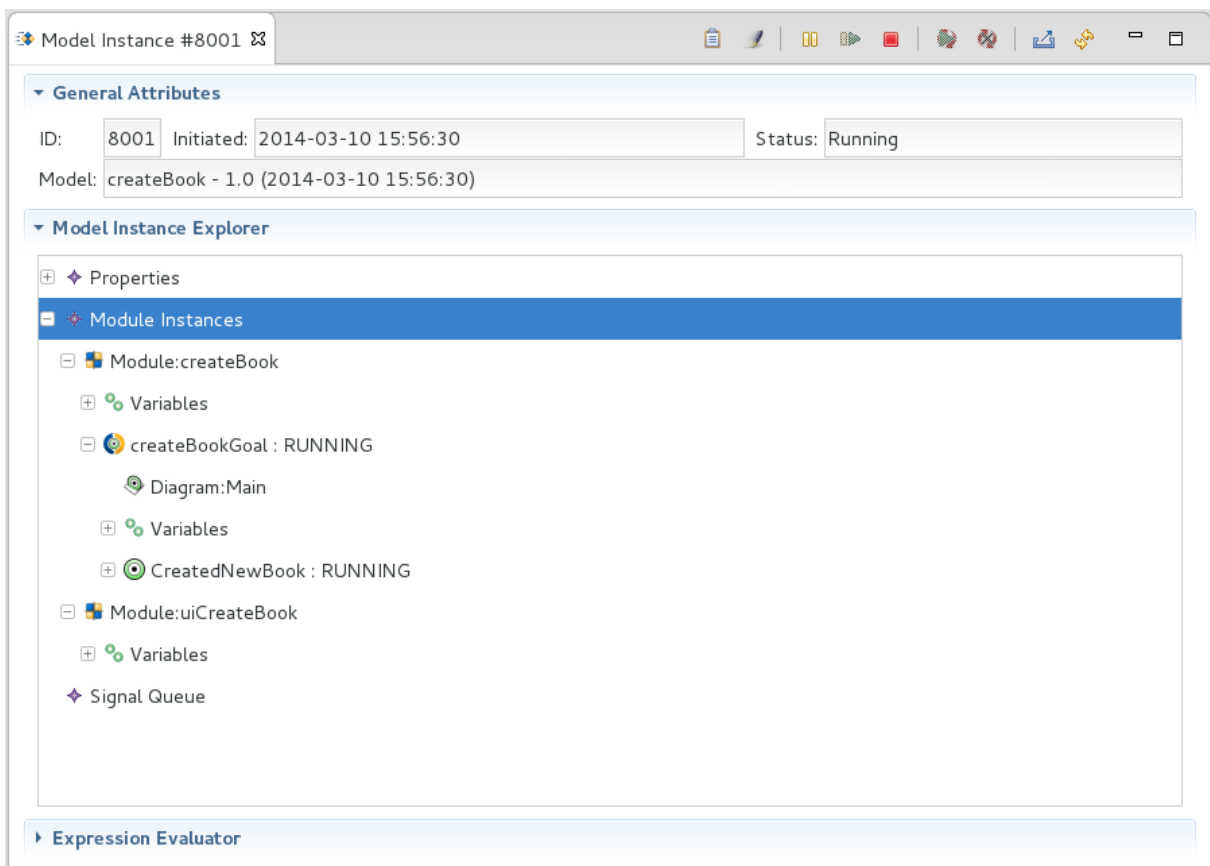 Model Instance #8001
General Attributes
ID: 8001 Initiated: 2014-03-10 15:56:30 Status: Running
Model: createBook - 1.0 (2014-03-10 15:56:30)
Model Instance Explorer
Properties
Module Instances
Module:createBook
Variables
createBookGoal : RUNNING
Diagram:Main
Variables
CreatedNewBook : RUNNING
Module:uiCreateBook
Variables
Signal Queue
Expression Evaluator